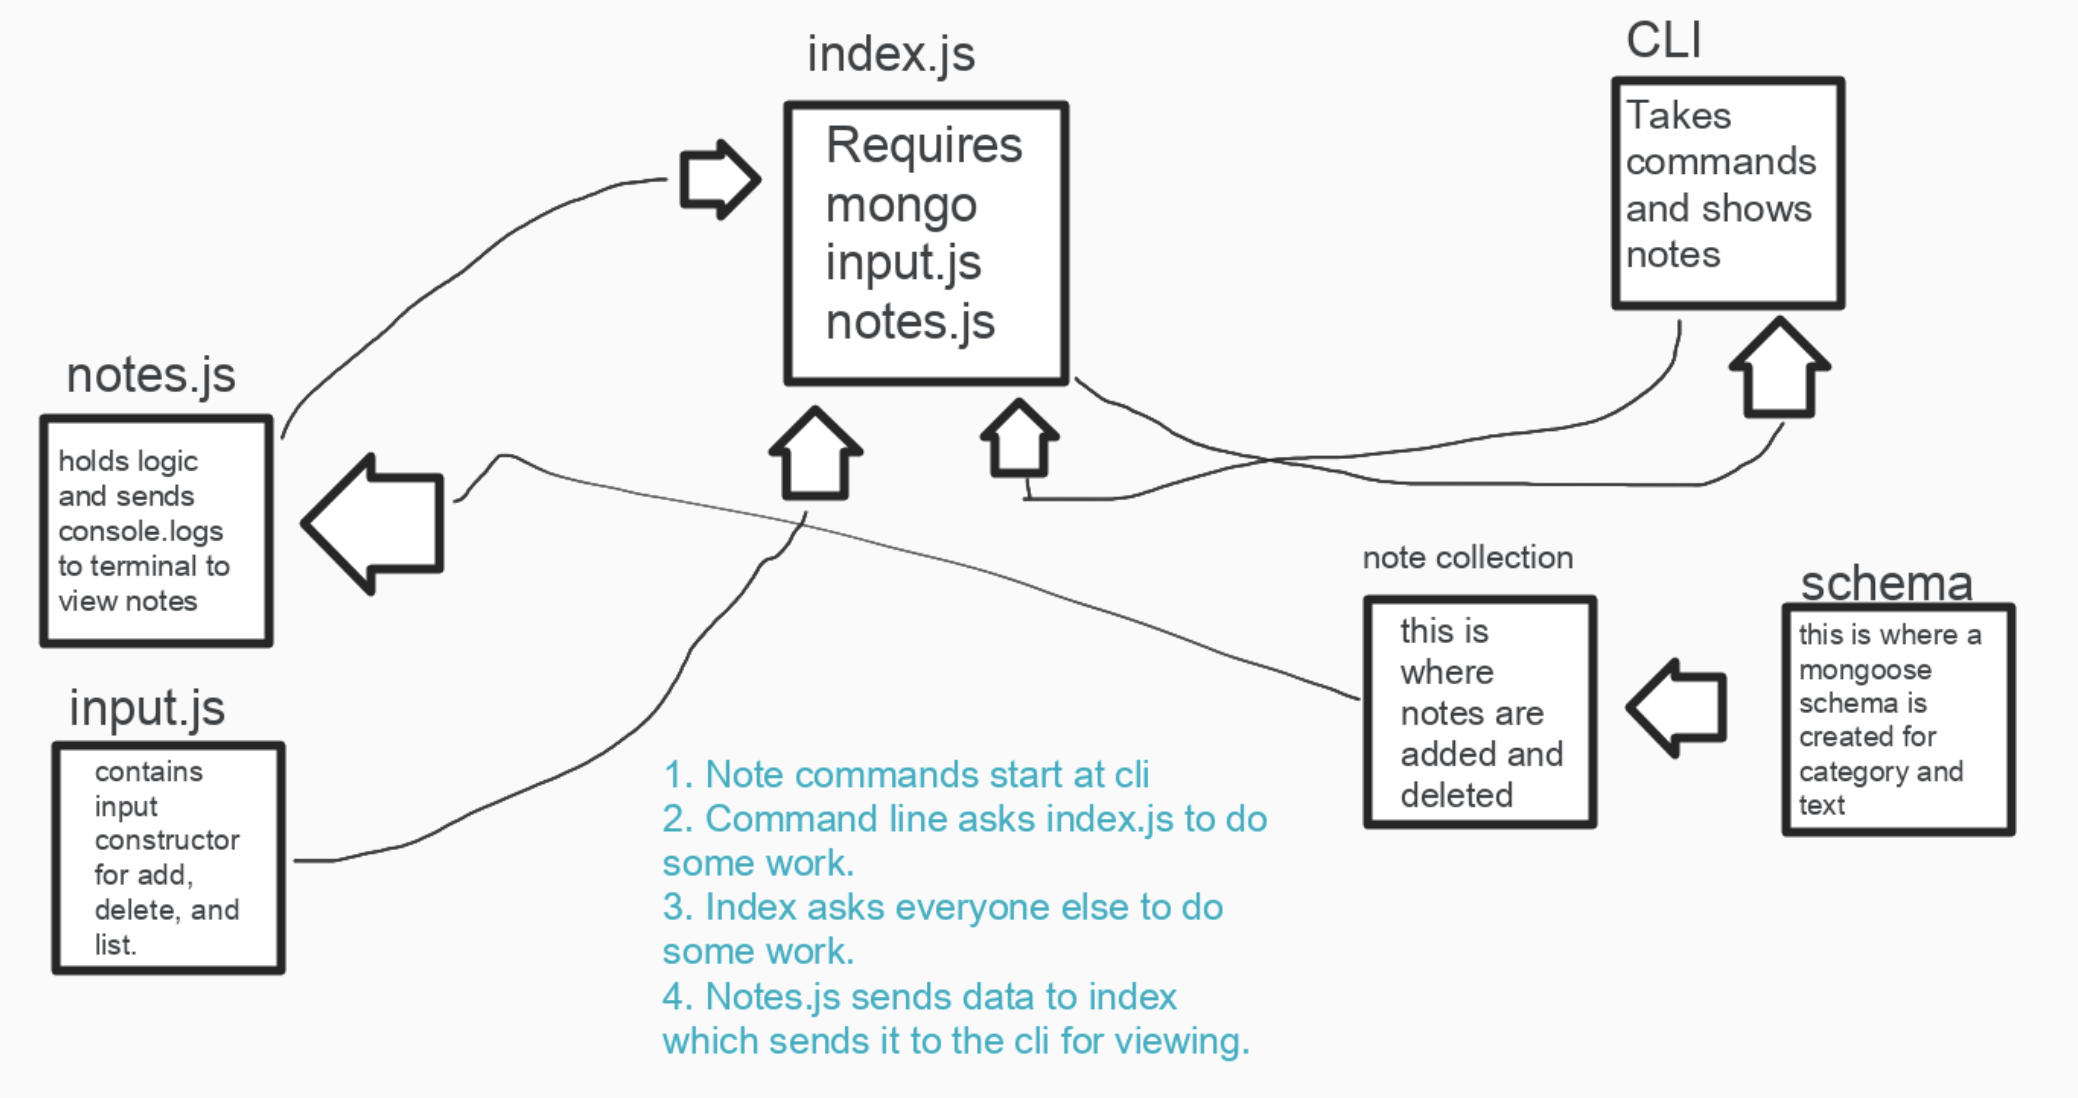 index.js
Requires
mongo
input.js
notes.js
CLI
Takes
commands
and shows
notes
notes.js
holds logic
and sends
console.logs
to terminal to
view notes
input.js
contains
input
constructor
for add,
delete, and
list.
note collection
this is
where
notes are
added and
deleted
schema
this is where a
mongoose
schema is
created for
category and
text
1. Note commands start at cli
2. Command line asks index.js to do
some work.
3. Index asks everyone else to do
some work.
4. Notes.js sends data to index
which sends it to the cli for viewing.